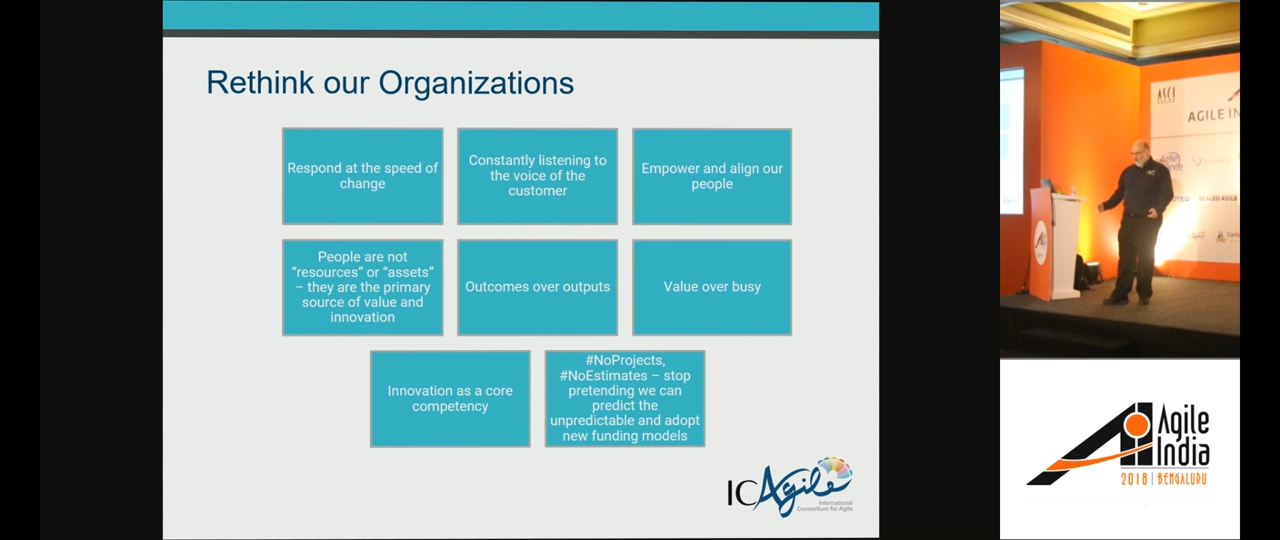 Rethink our Organizations
Respond at the speed of
change
Constantly listening to
the voice of the
customer
Empower and align our
people
People are not
“resources” or “assets”
– they are the primary
source of value and
innovation
Outcomes over outputs
Value over busy
Innovation as a core
competency
#NoProjects,
#NoEstimates – stop
pretending we can
predict the
unpredictable and adopt
new funding models
ICAgile
International
Consortium for Agile
ASCI
AGILE IN
SCALED AGILE
Agile
India
2018 | BENGALURU